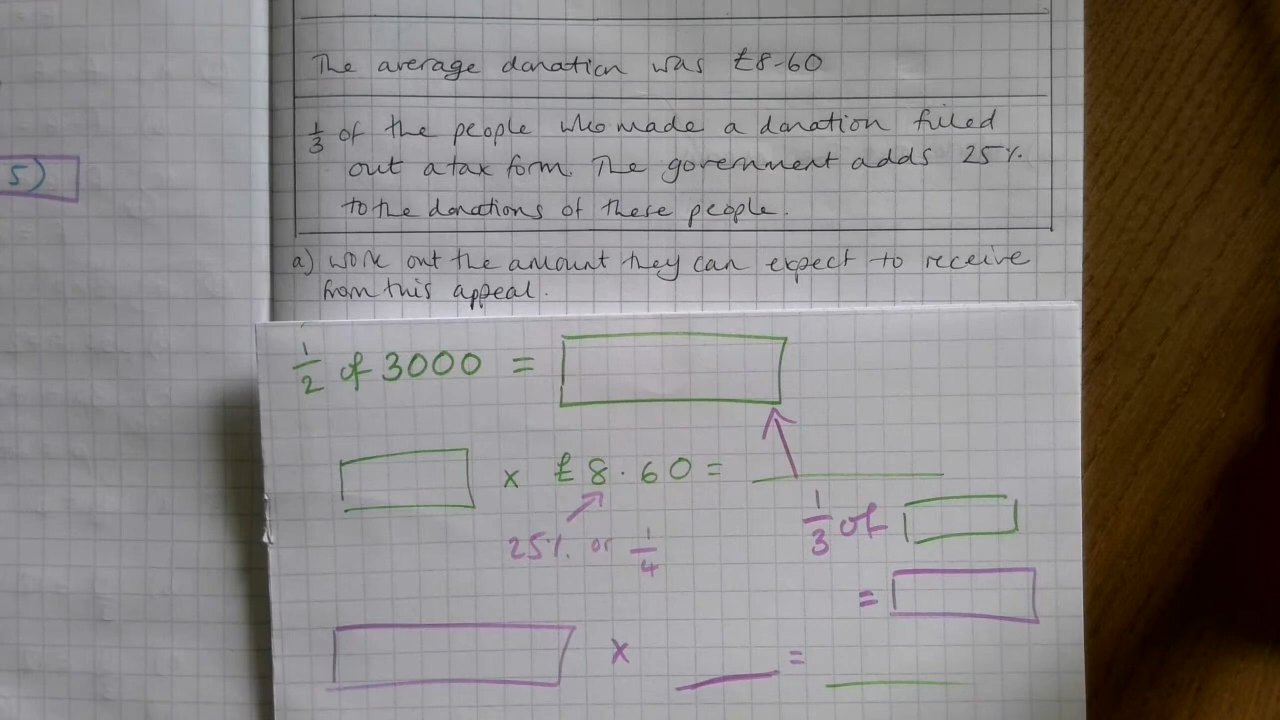 The average donation was £8.60
1/3 of the people who made a donation filled
out a tax form. The government adds 25%
to the donations of these people.
5)
a) work out the amount they can expect to receive
from this appeal.
1/2 of 3000 =
x £8.60 =
1/3 of
25% or 1/4
=
x =